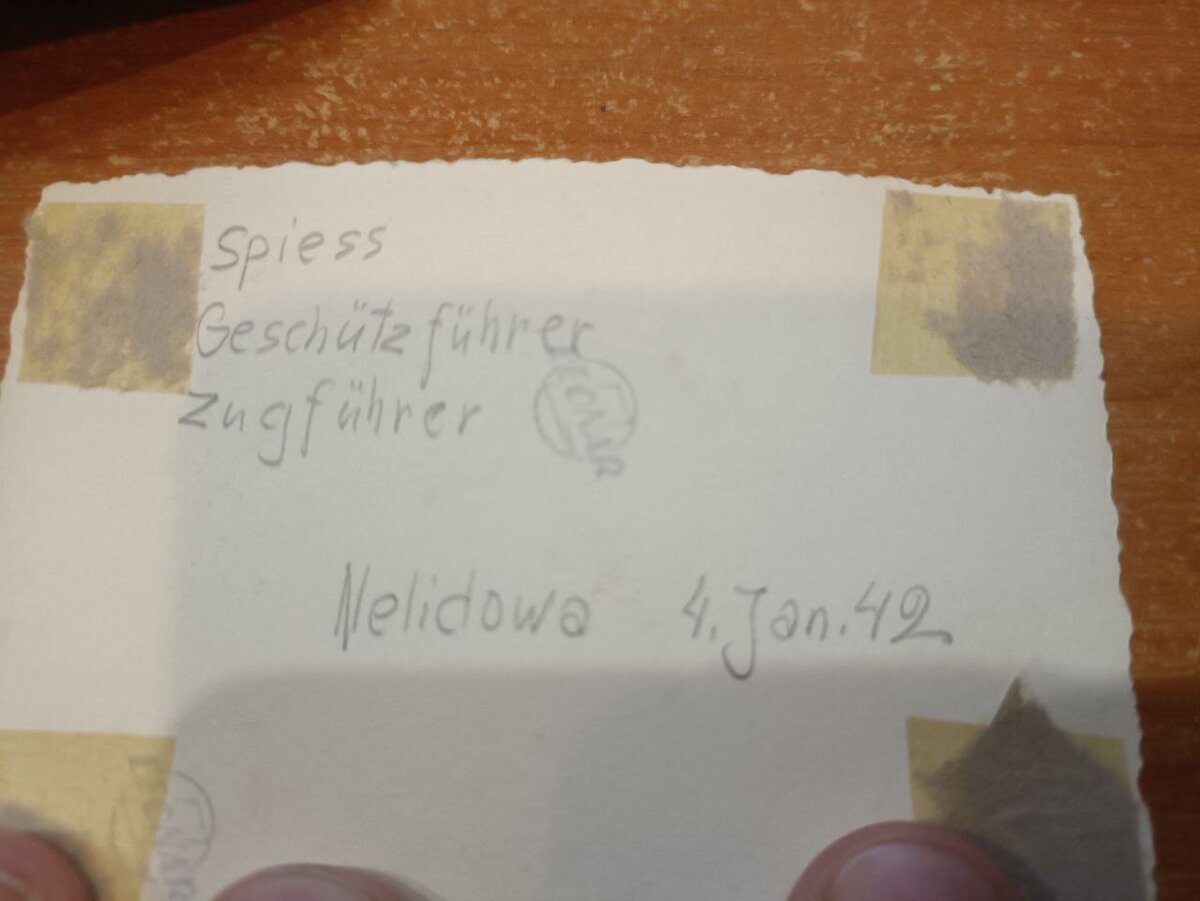 Spiess
Geschützführer
Zugführer
Nelidowa 4. Jan. 42